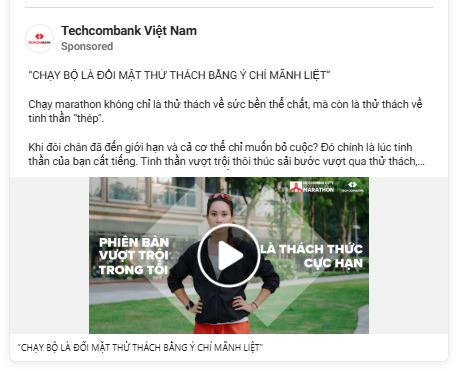 Techcombank Việt Nam
Sponsored
TECHCOMBANK
“CHẠY BỘ LÀ ĐỐI MẶT THỬ THÁCH BẰNG Ý CHÍ MÃNH LIỆT”
Chạy marathon không chỉ là thử thách về sức bền thể chất, mà còn là thử thách về
tinh thần “thép”.
Khi đôi chân đã đến giới hạn và cả cơ thể chỉ muốn bỏ cuộc? Đó chính là lúc tinh
thần của bạn cất tiếng. Tinh thần vượt trội thôi thúc sải bước vượt qua thử thách,...
MARATHON
TECHCOMBANK
PHIÊN BẢN
VƯỢT TRỘI
TRONG TÔI
LÀ THÁCH THỨC
CỰC HẠN
“CHẠY BỘ LÀ ĐỐI MẶT THỬ THÁCH BẰNG Ý CHÍ MÃNH LIỆT”